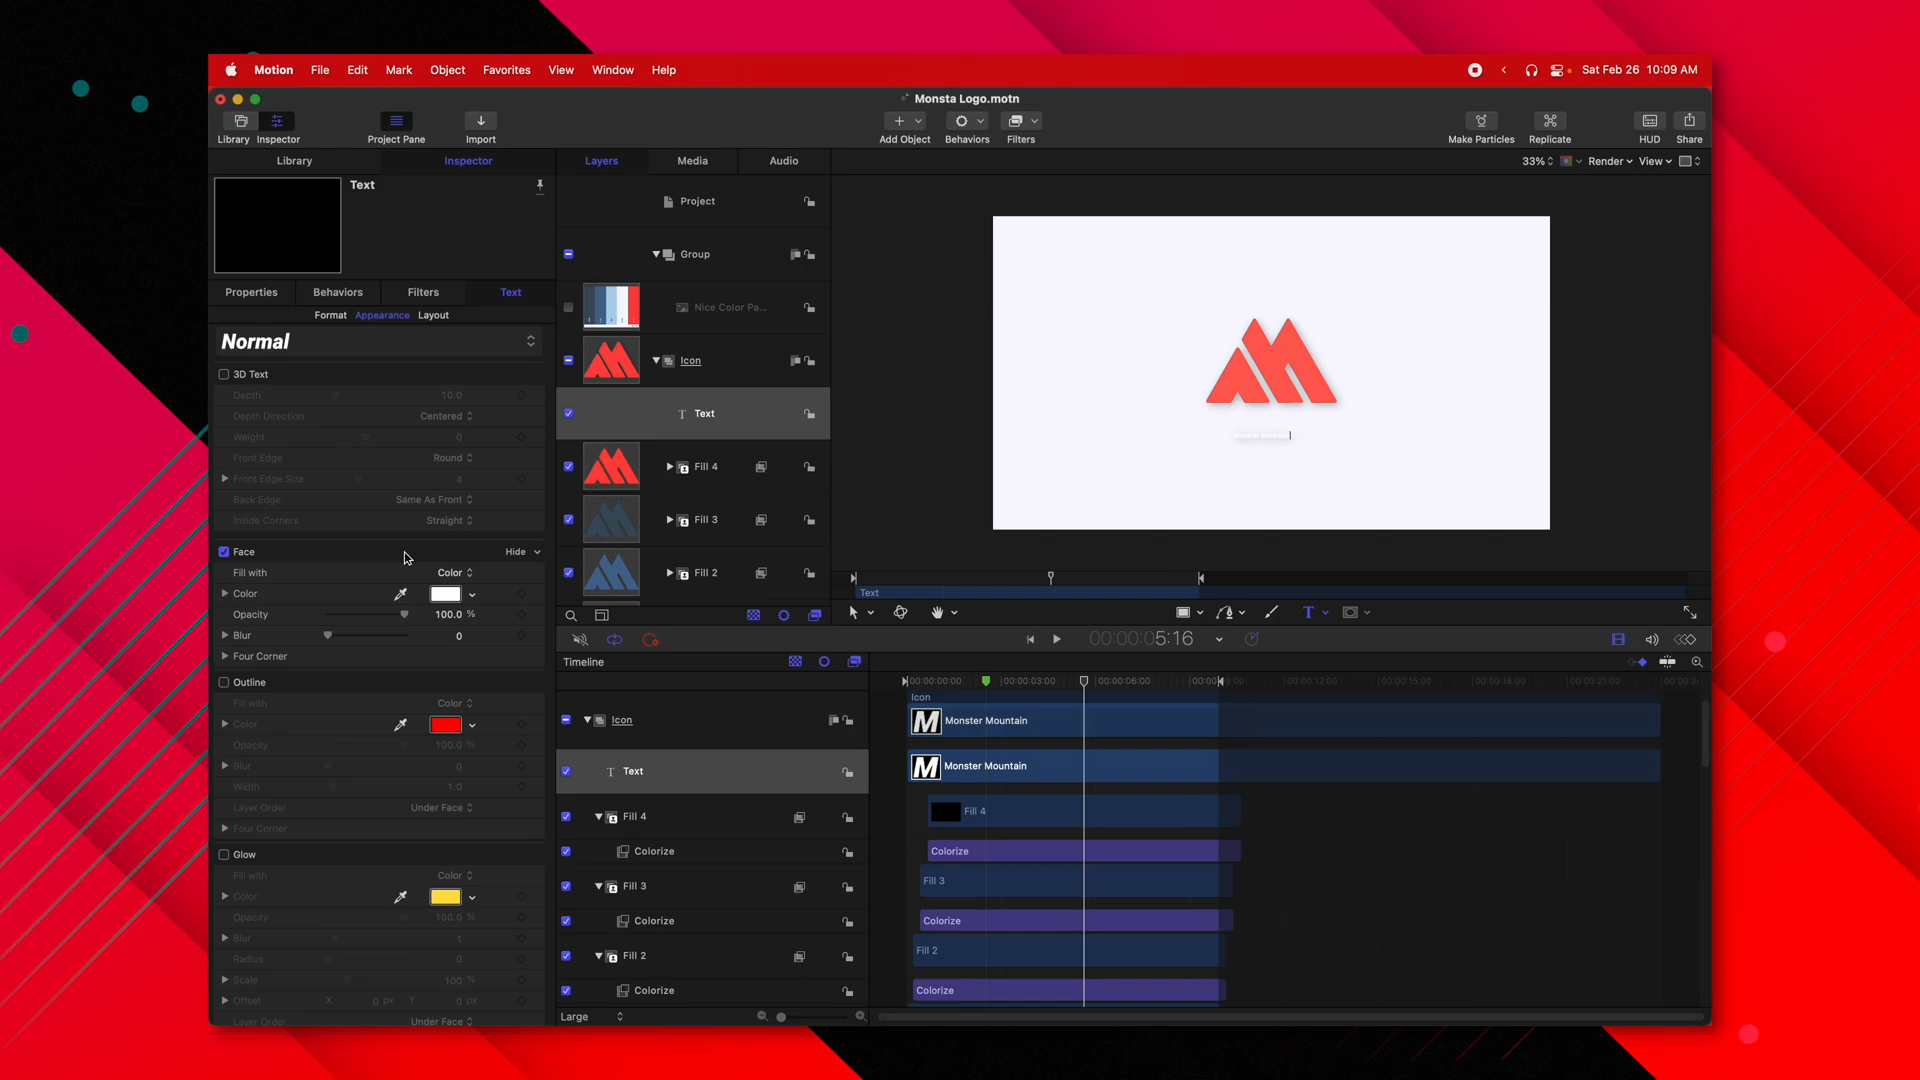 Motion File Edit Mark Object Favorites View Window Help
Sat Feb 26 10:09 AM
Monsta Logo.motn
Library Inspector Project Pane Import Add Object Behaviors Filters Make Particles Replicate HUD Share
Library Inspector Layers Media Audio 33% Render View
Text
Properties Behaviors Filters Text
Format Appearance Layout
Normal
3D Text
Depth 10.0
Depth Direction Centered
Weight 0
Front Edge Round
Front Edge Size 4
Back Edge Same As Front
Inside Corners Straight
Face Hide
Fill with Color
Color
Opacity 100.0 %
Blur 0
Four Corner
Outline
Fill with Color
Color
Opacity 100.0 %
Blur 0
Width 1.0
Layer Order Under Face
Four Corner
Glow
Fill with Color
Color
Opacity 100.0 %
Blur 1
Radius 0
Scale 100 %
Offset X 0 px Y 0 px
Layer Order Under Face
Project
Group
Nice Color Pa...
Icon
T Text
Fill 4
Fill 3
Fill 2
Text
T
00:00:05:16
Timeline
00:00:00:00 00:00:03:00 00:00:06:00 00:00:12:00 00:00:15:00 00:00:18:00 00:00:21:00
Icon
Icon
M Monster Mountain
T Text
M Monster Mountain
Fill 4
Fill 4
Colorize
Colorize
Fill 3
Fill 3
Colorize
Colorize
Fill 2
Fill 2
Colorize
Colorize
Large